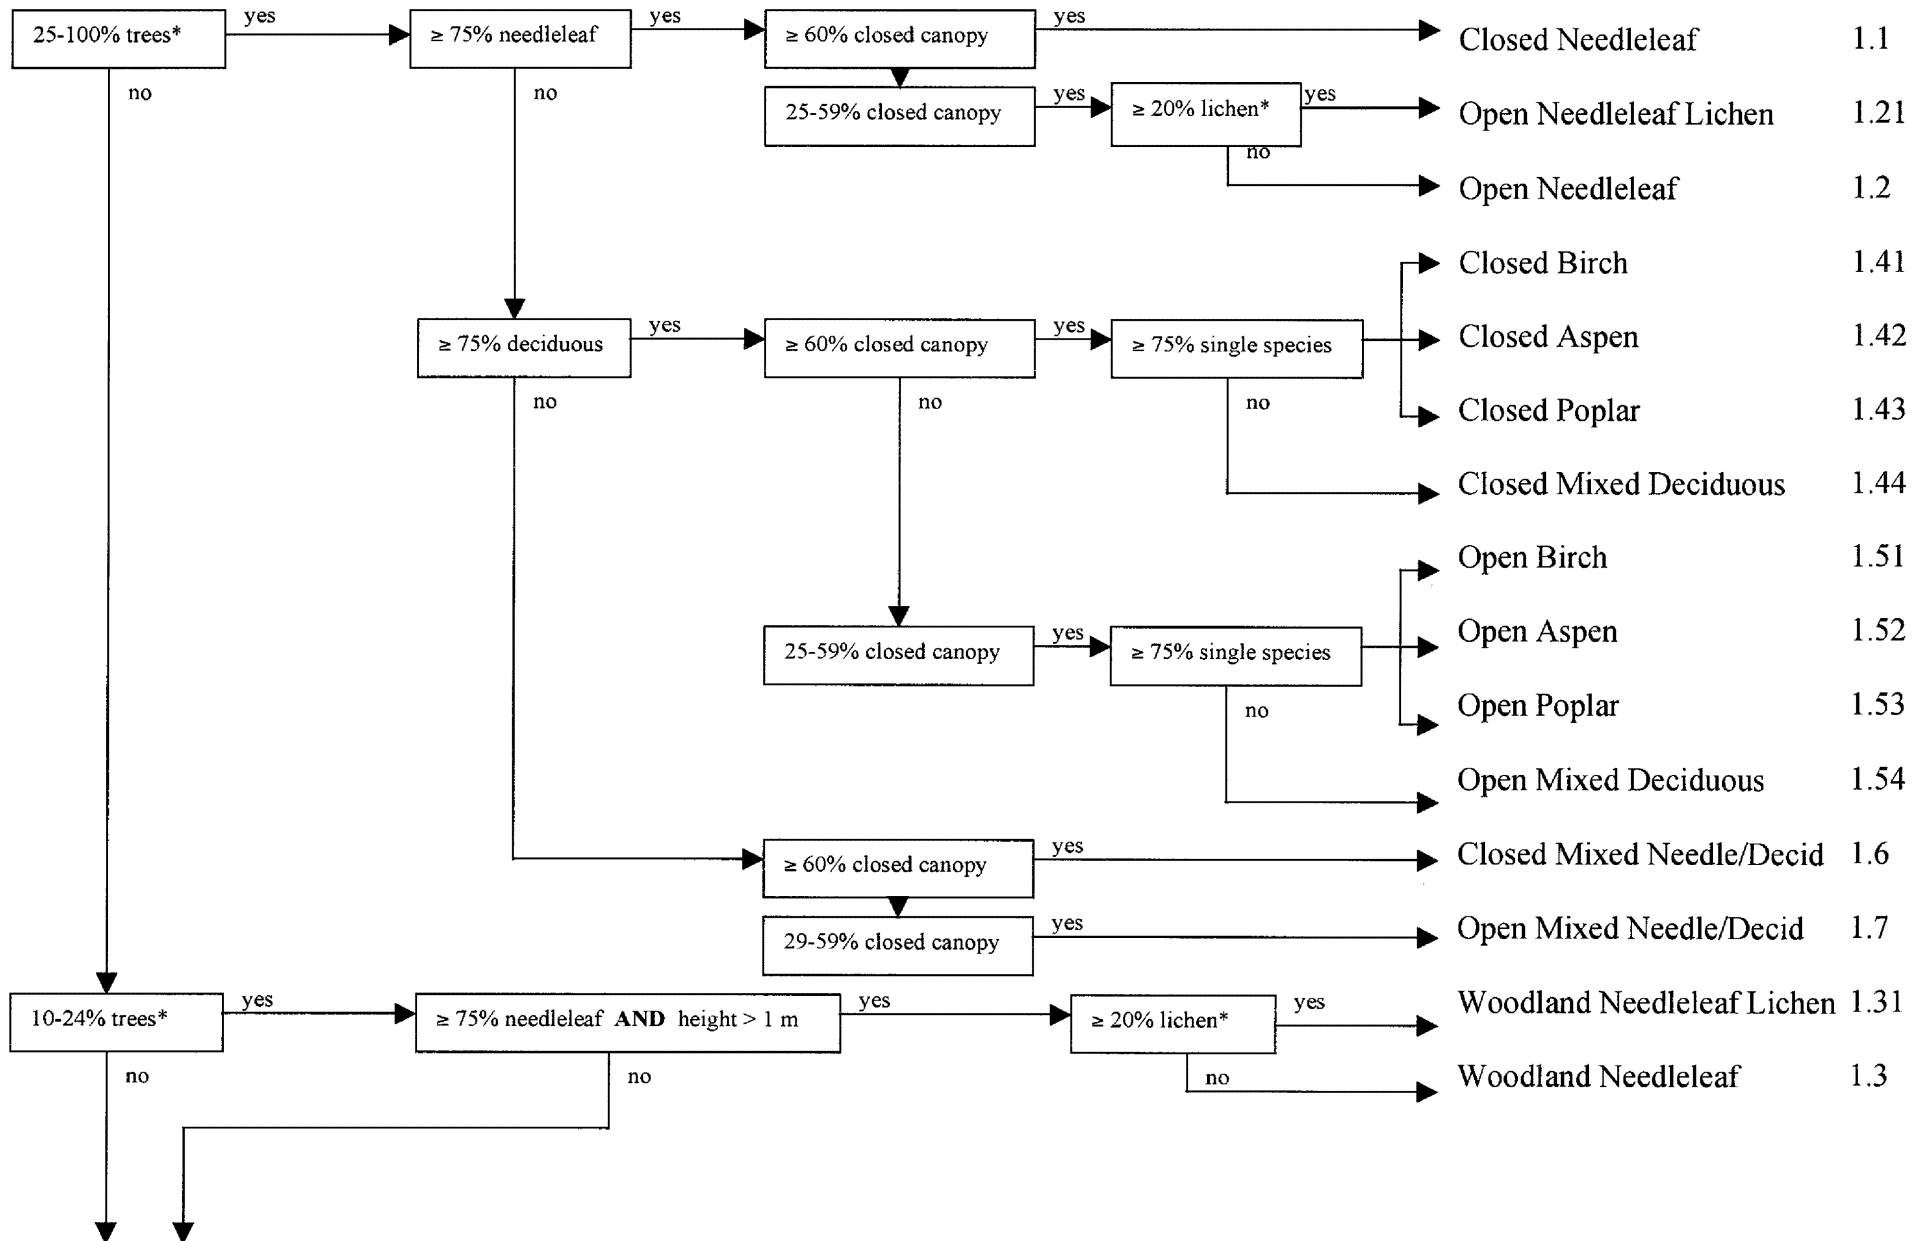 25-100% trees* yes ≥ 75% needleleaf yes ≥ 60% closed canopy yes Closed Needleleaf 1.1
no no
25-59% closed canopy yes ≥ 20% lichen* yes Open Needleleaf Lichen 1.21
no
Open Needleleaf 1.2
Closed Birch 1.41
≥ 75% deciduous yes ≥ 60% closed canopy yes ≥ 75% single species Closed Aspen 1.42
no no no
Closed Poplar 1.43
Closed Mixed Deciduous 1.44
Open Birch 1.51
25-59% closed canopy yes ≥ 75% single species Open Aspen 1.52
no
Open Poplar 1.53
Open Mixed Deciduous 1.54
≥ 60% closed canopy yes Closed Mixed Needle/Decid 1.6
29-59% closed canopy yes Open Mixed Needle/Decid 1.7
10-24% trees* yes ≥ 75% needleleaf AND height > 1 m yes ≥ 20% lichen* yes Woodland Needleleaf Lichen 1.31
no no no Woodland Needleleaf 1.3